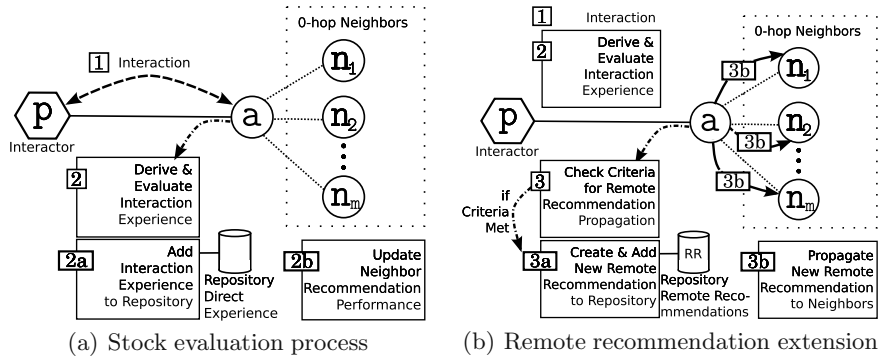 0-hop Neighbors
1 Interaction
n1
p
a
n2
Interactor
2
Derive &
Evaluate
Interaction
Experience
nm
2a
Add
Interaction
Experience
to Repository
Repository
Direct
Experience
2b
Update
Neighbor
Recommendation
Performance
(a) Stock evaluation process
1 Interaction
2
Derive &
Evaluate
Interaction
Experience
0-hop Neighbors
3b
n1
p
a
n2
3b
Interactor
3b
nm
if
Criteria
Met
3
Check Criteria
for Remote
Recommendation
Propagation
3a
Create & Add
New Remote
Recommendation
to Repository
RR
Repository
Remote Reco-
mmendations
3b
Propagate
New Remote
Recommendation
to Neighbors
(b) Remote recommendation extension